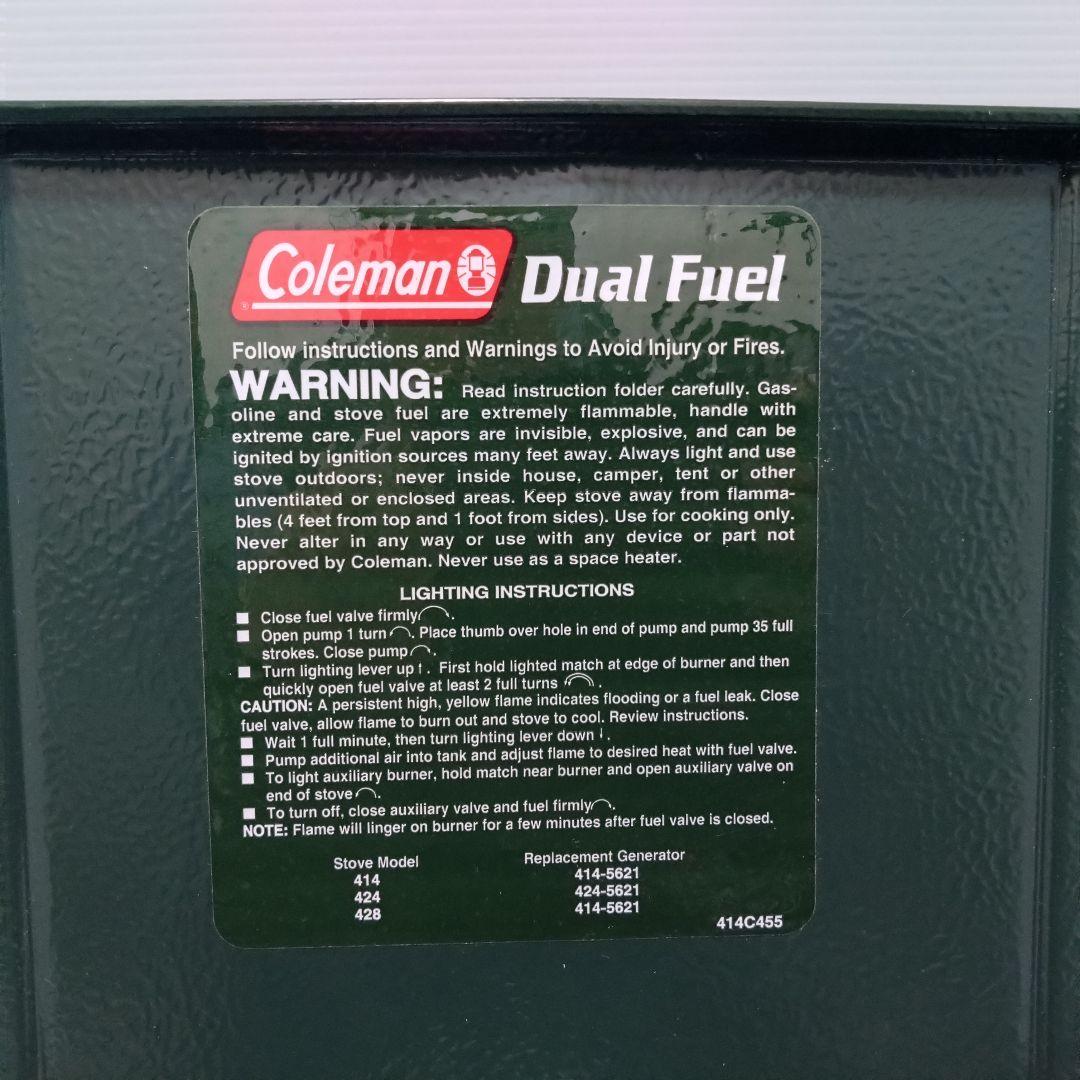 Coleman® Dual Fuel
Follow instructions and Warnings to Avoid Injury or Fires.
WARNING: Read instruction folder carefully. Gas-
oline and stove fuel are extremely flammable, handle with
extreme care. Fuel vapors are invisible, explosive, and can be
ignited by ignition sources many feet away. Always light and use
stove outdoors; never inside house, camper, tent or other
unventilated or enclosed areas. Keep stove away from flamma-
bles (4 feet from top and 1 foot from sides). Use for cooking only.
Never alter in any way or use with any device or part not
approved by Coleman. Never use as a space heater.
LIGHTING INSTRUCTIONS
■ Close fuel valve firmly.
■ Open pump 1 turn. Place thumb over hole in end of pump and pump 35 full
strokes. Close pump.
■ Turn lighting lever up ↑. First hold lighted match at edge of burner and then
quickly open fuel valve at least 2 full turns.
CAUTION: A persistent high, yellow flame indicates flooding or a fuel leak. Close
fuel valve, allow flame to burn out and stove to cool. Review instructions.
■ Wait 1 full minute, then turn lighting lever down ↓.
■ Pump additional air into tank and adjust flame to desired heat with fuel valve.
■ To light auxiliary burner, hold match near burner and open auxiliary valve on
end of stove.
■ To turn off, close auxiliary valve and fuel firmly.
NOTE: Flame will linger on burner for a few minutes after fuel valve is closed.
Stove Model Replacement Generator
414 414-5621
424 424-5621
428 414-5621
414C455